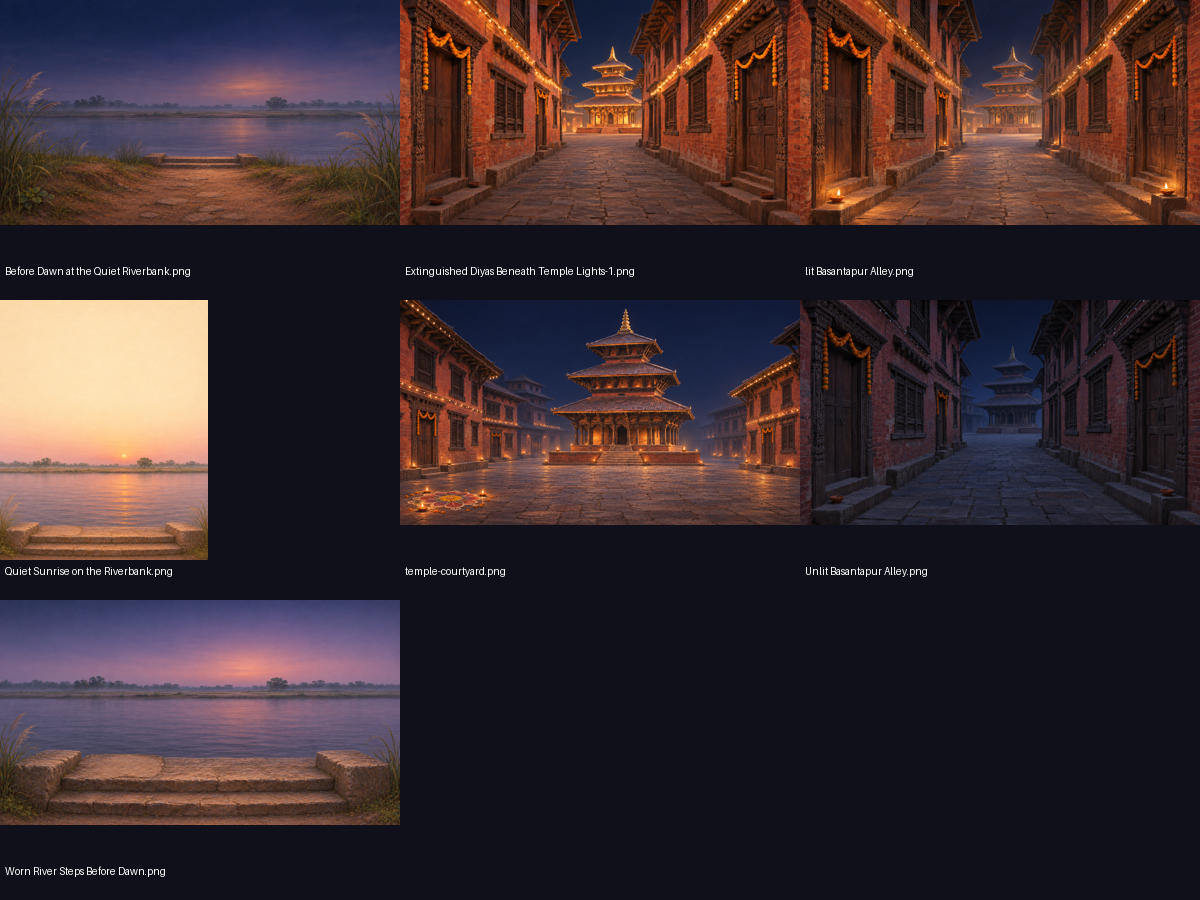 Before Dawn at the Quiet Riverbank.png
Extinguished Diyas Beneath Temple Lights-1.png
lit Basantapur Alley.png
Quiet Sunrise on the Riverbank.png
temple-courtyard.png
Unlit Basantapur Alley.png
Worn River Steps Before Dawn.png